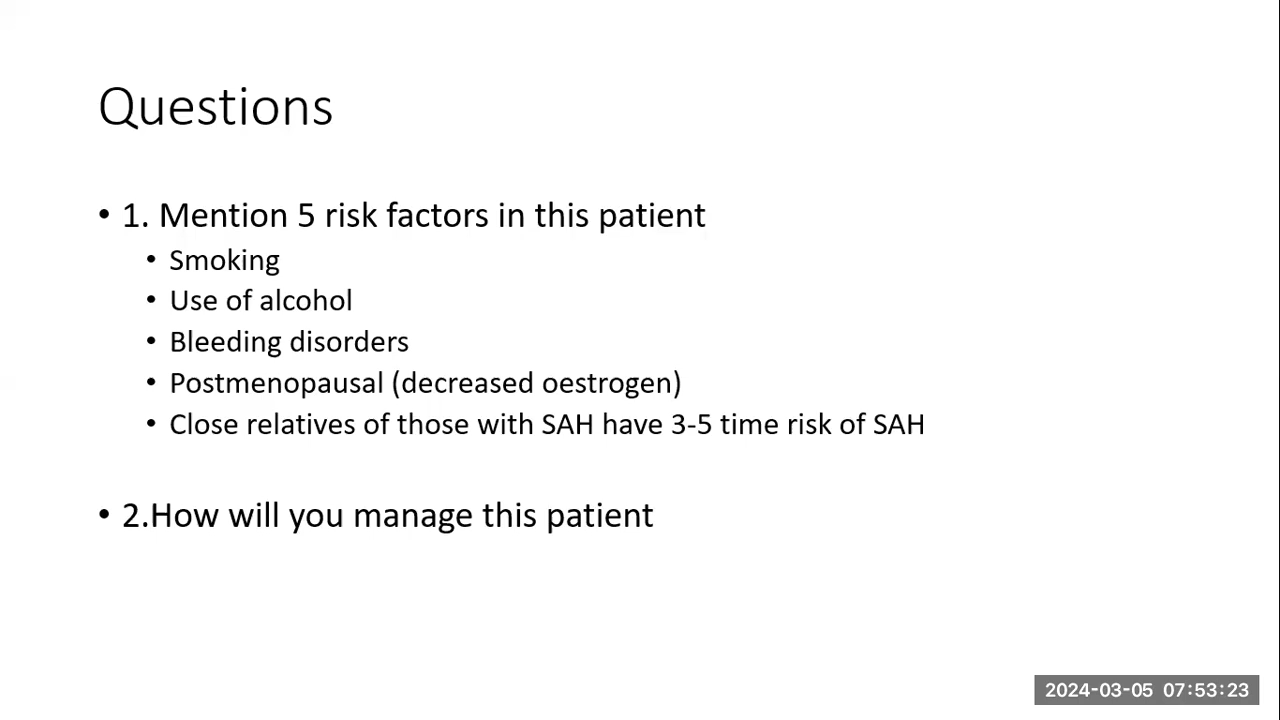 Questions
• 1. Mention 5 risk factors in this patient
• Smoking
• Use of alcohol
• Bleeding disorders
• Postmenopausal (decreased oestrogen)
• Close relatives of those with SAH have 3-5 time risk of SAH
• 2.How will you manage this patient
2024-03-05 07:53:23